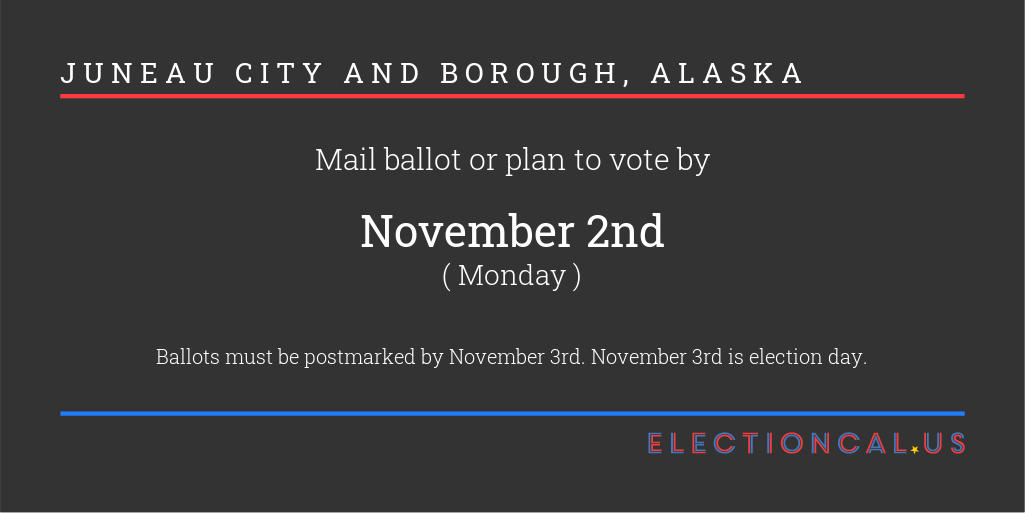 JUNEAU CITY AND BOROUGH, ALASKA
Mail ballot or plan to vote by
November 2nd
( Monday )
Ballots must be postmarked by November 3rd. November 3rd is election day.
ELECTIONCAL.US